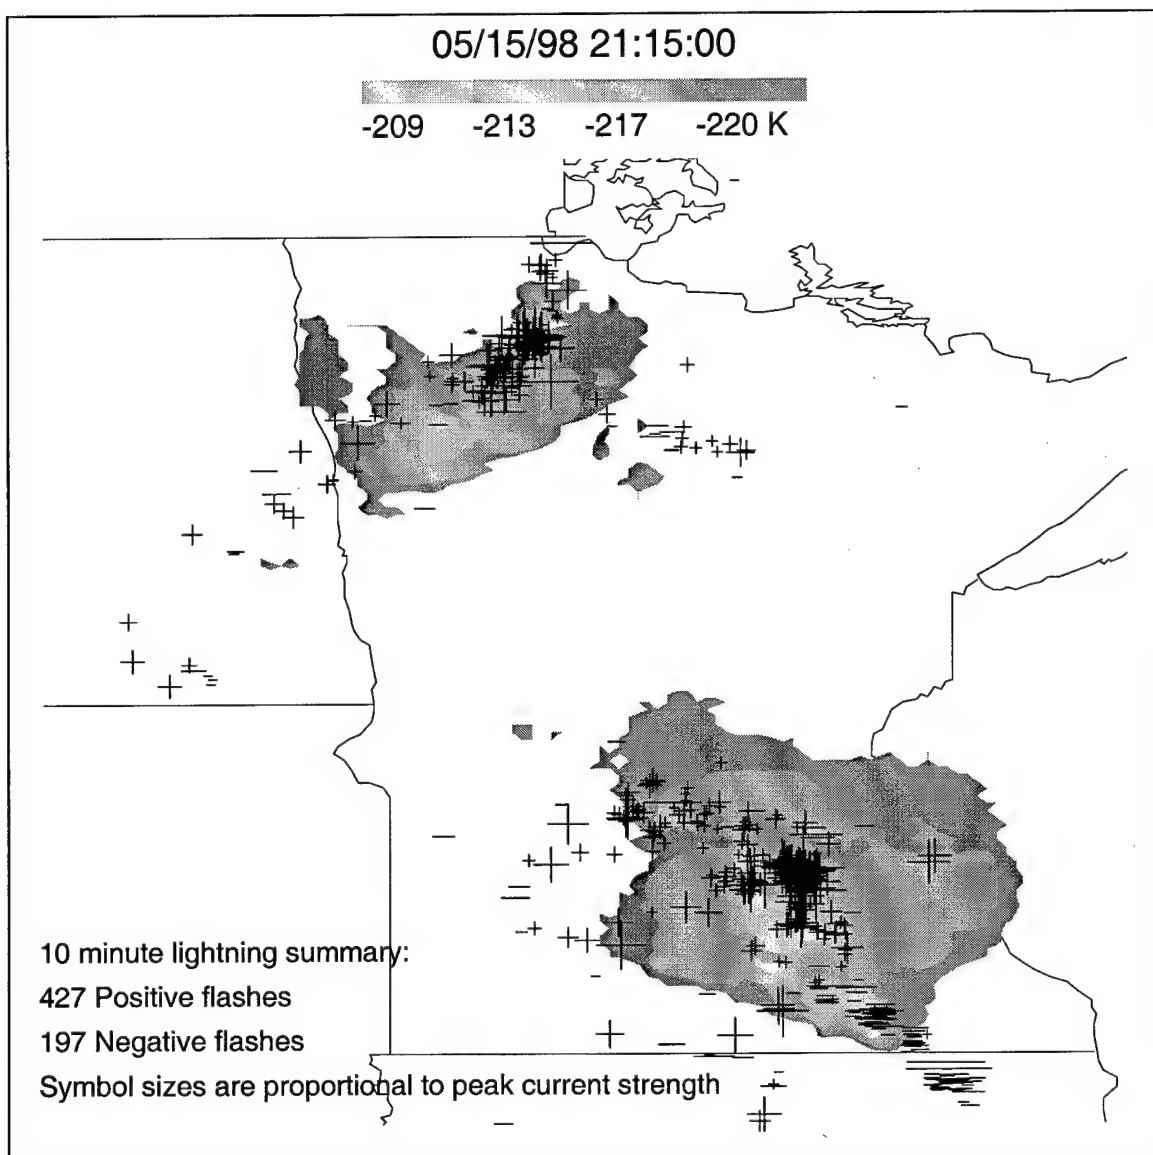 05/15/98 21:15:00
-209 -213 -217 -220 K
10 minute lightning summary:
427 Positive flashes
197 Negative flashes
Symbol sizes are proportional to peak current strength